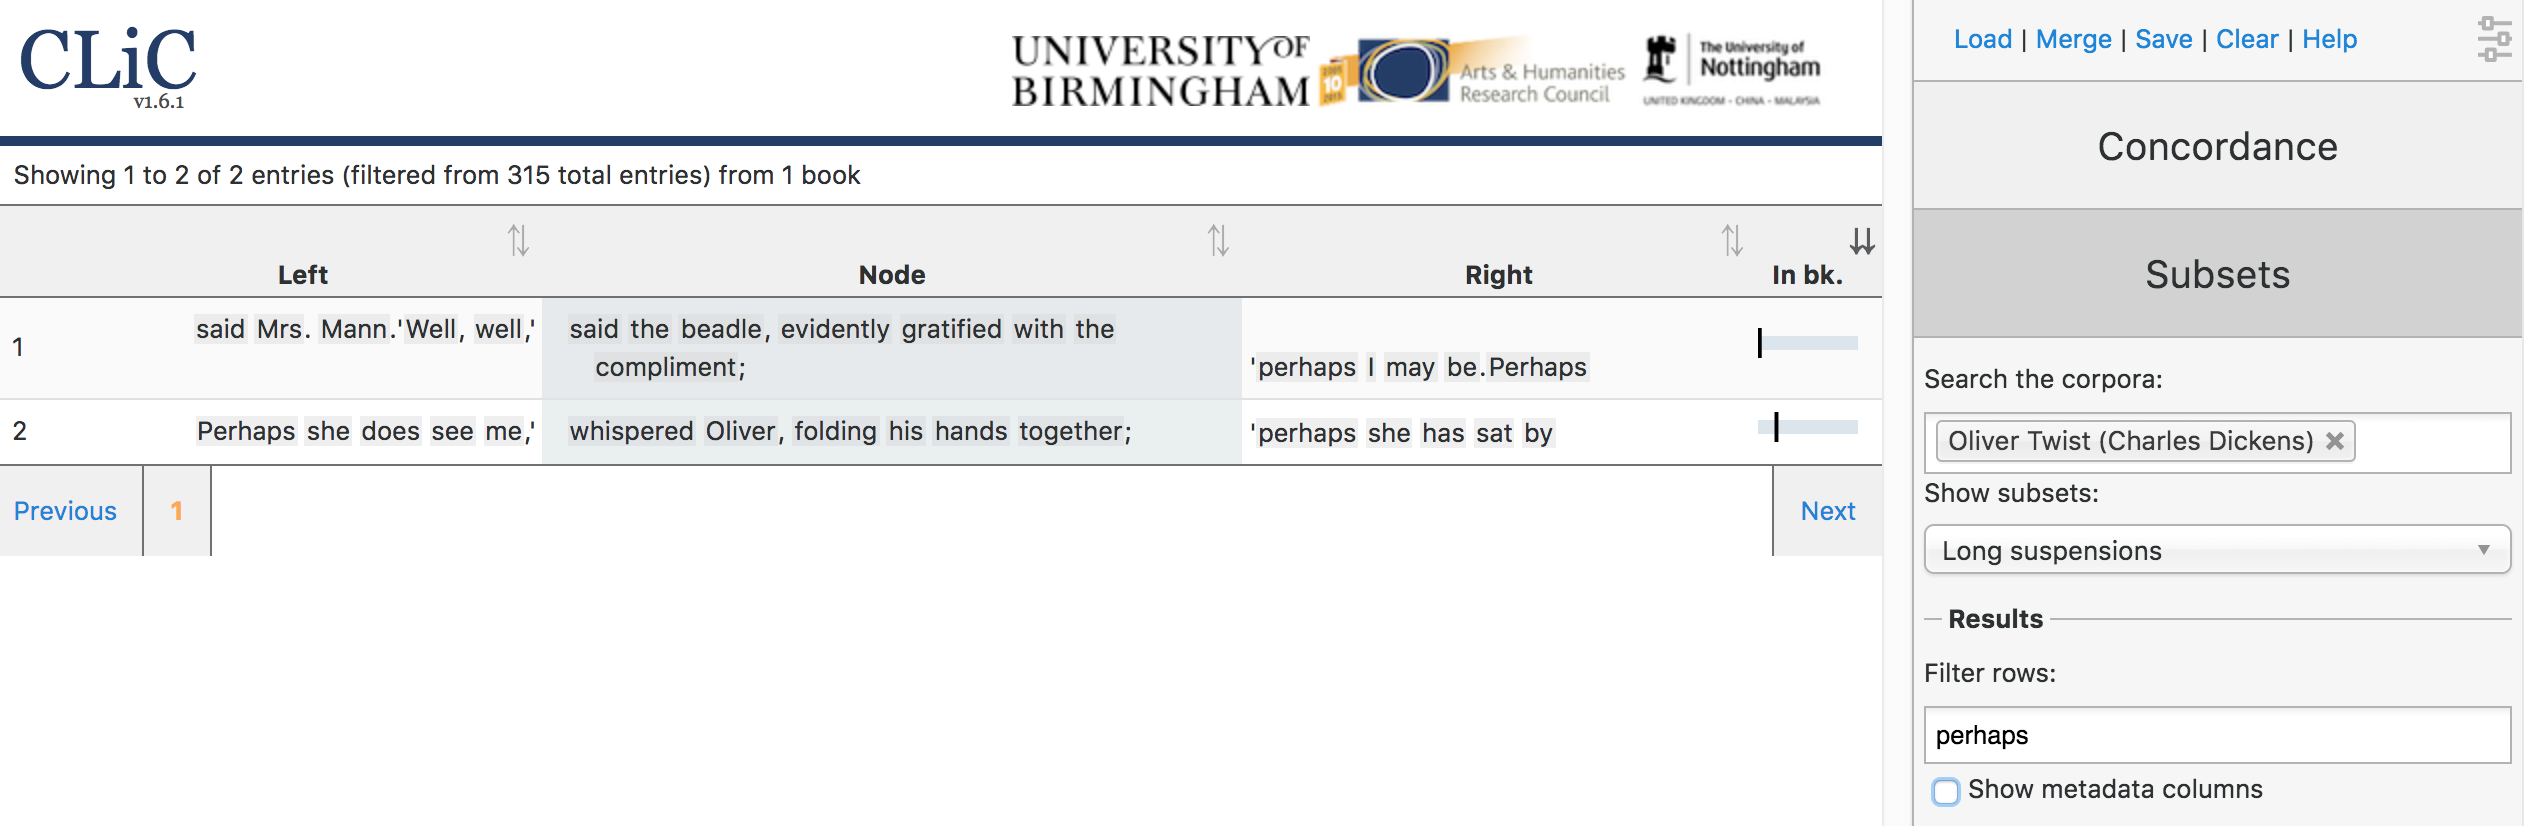 CLiC
v1.6.1
UNIVERSITY OF
BIRMINGHAM
2005
10
2015
Arts & Humanities
Research Council
The University of
Nottingham
UNITED KINGDOM - CHINA - MALAYSIA
Load | Merge | Save | Clear | Help
Concordance
Showing 1 to 2 of 2 entries (filtered from 315 total entries) from 1 book
Left Node Right In bk.
1 said Mrs. Mann.'Well, well,' said the beadle, evidently gratified with the
compliment; 'perhaps I may be.Perhaps
2 Perhaps she does see me,' whispered Oliver, folding his hands together; 'perhaps she has sat by
Previous 1 Next
Subsets
Search the corpora:
Oliver Twist (Charles Dickens) ×
Show subsets:
Long suspensions
Results
Filter rows:
perhaps
Show metadata columns